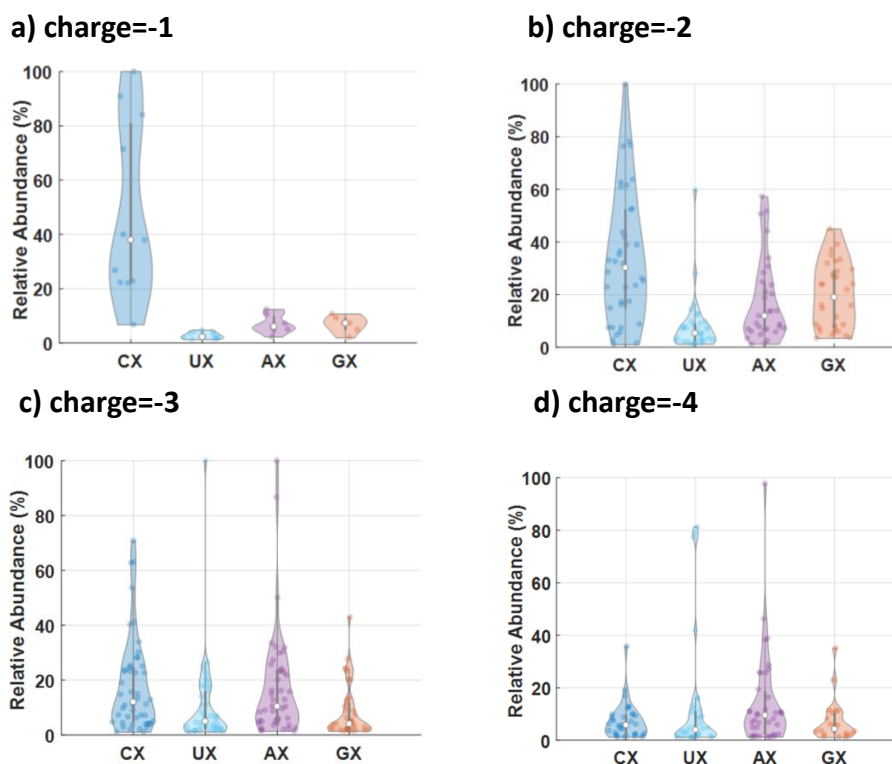 a) charge=-1
b) charge=-2
Relative Abundance (%)
100
80
60
40
20
0
CX UX AX GX
Relative Abundance (%)
100
80
60
40
20
0
CX UX AX GX
c) charge=-3
d) charge=-4
Relative Abundance (%)
100
80
60
40
20
0
CX UX AX GX
Relative Abundance (%)
100
80
60
40
20
0
CX UX AX GX